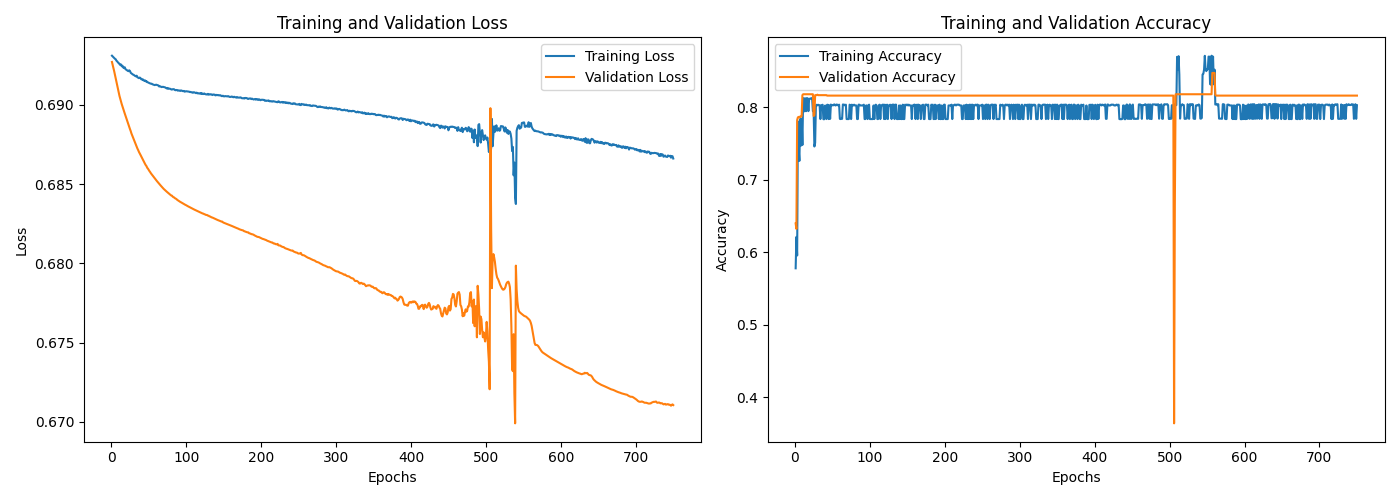 Training and Validation Loss
Training Loss
Validation Loss
0.690
0.685
0.680
0.675
0.670
Loss
0 100 200 300 400 500 600 700
Epochs
Training and Validation Accuracy
Training Accuracy
Validation Accuracy
0.8
0.7
0.6
0.5
0.4
Accuracy
0 100 200 300 400 500 600 700
Epochs